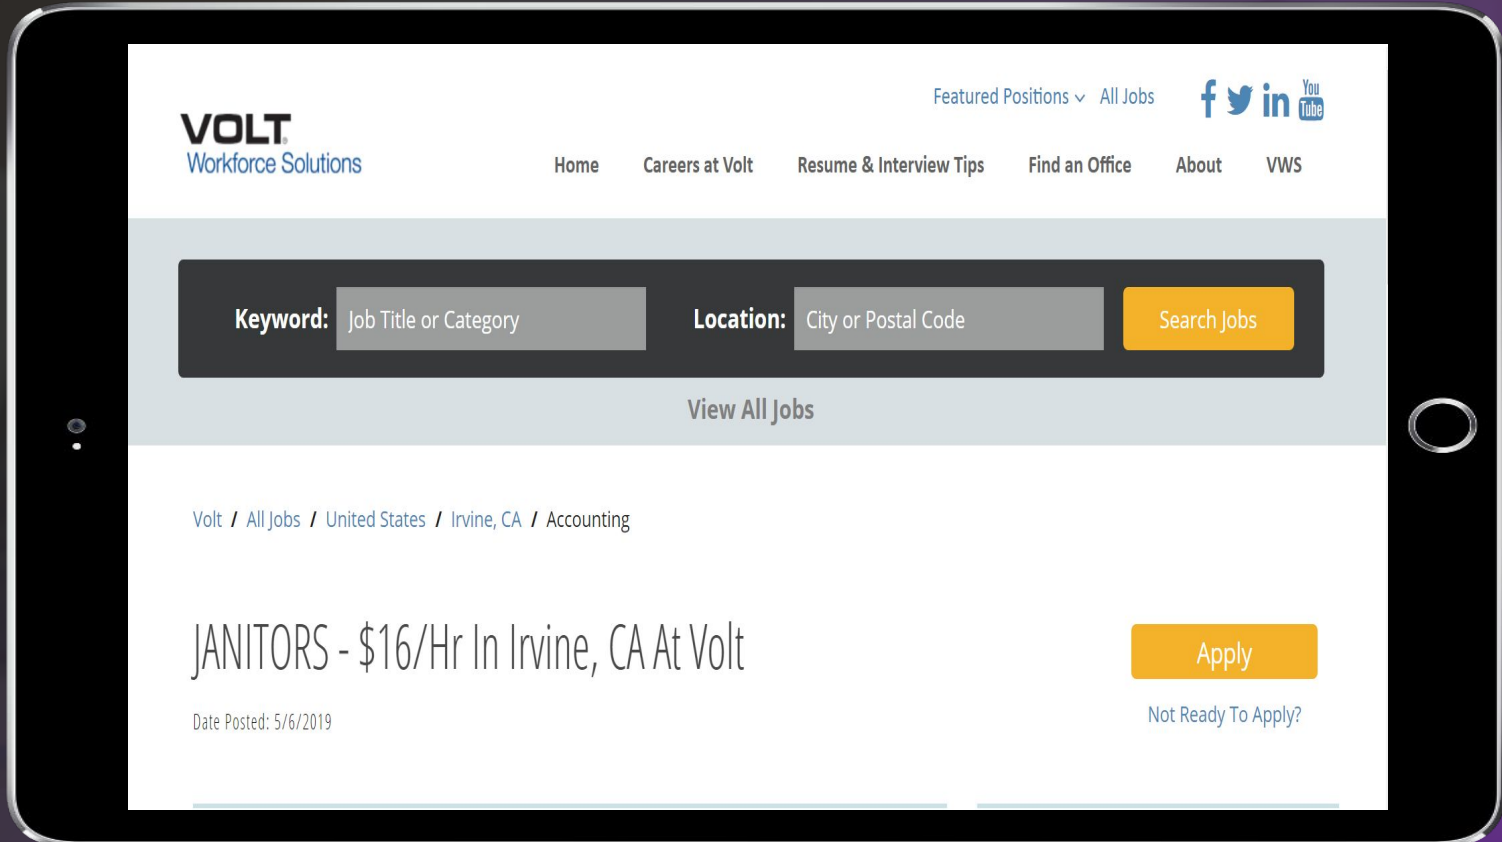 Featured Positions All Jobs
You
Tube
VOLT
Workforce Solutions
Home Careers at Volt Resume & Interview Tips Find an Office About VWS
Keyword: Job Title or Category Location: City or Postal Code Search Jobs
View All Jobs
Volt / All Jobs / United States / Irvine, CA / Accounting
JANITORS - $16/Hr In Irvine, CA At Volt
Apply
Date Posted: 5/6/2019
Not Ready To Apply?